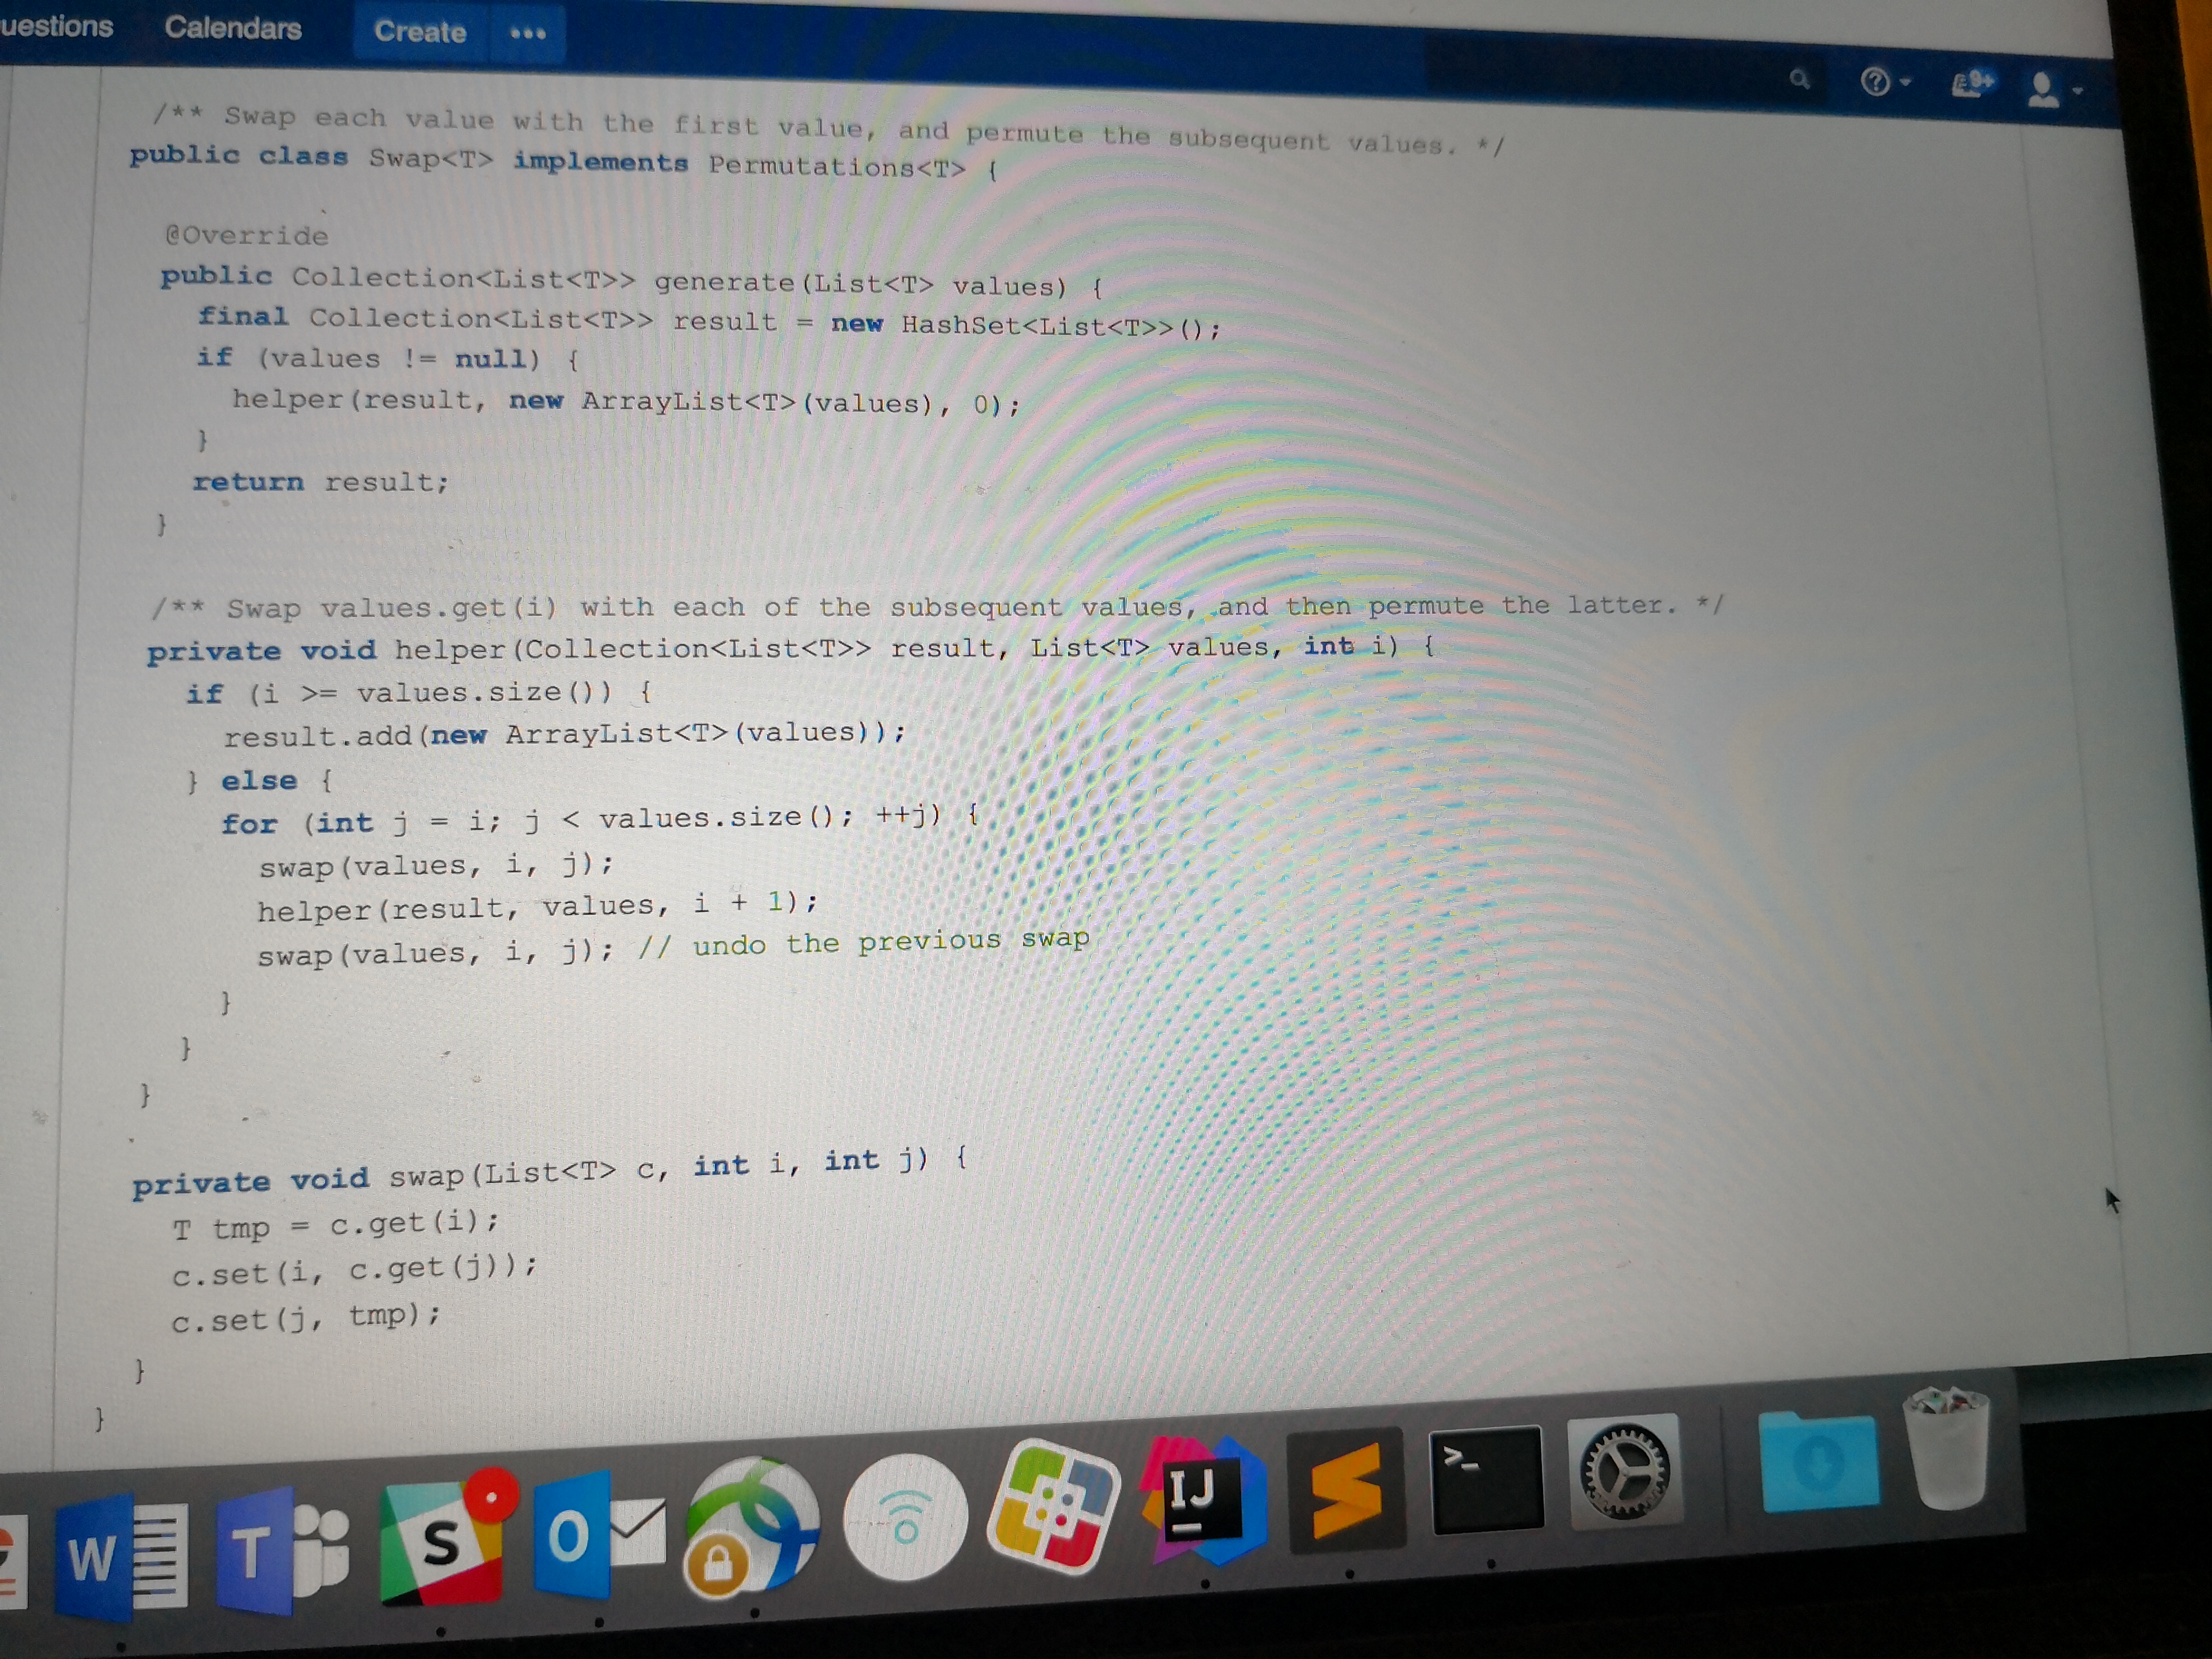 uestions Calendars Create •••
9+
/** Swap each value with the first value, and permute the subsequent values. */
public class Swap<T> implements Permutations<T> {
@Override
public Collection<List<T>> generate(List<T> values) {
final Collection<List<T>> result = new HashSet<List<T>>();
if (values != null) {
helper(result, new ArrayList<T>(values), 0);
}
return result;
}
/** Swap values.get(i) with each of the subsequent values, and then permute the latter. */
private void helper(Collection<List<T>> result, List<T> values, int i) {
if (i >= values.size()) {
result.add(new ArrayList<T>(values));
} else {
for (int j = i; j < values.size(); ++j) {
swap(values, i, j);
helper(result, values, i + 1);
swap(values, i, j); // undo the previous swap
}
}
}
private void swap(List<T> c, int i, int j) {
T tmp = c.get(i);
c.set(i, c.get(j));
c.set(j, tmp);
}
}
W T S O IJ >_